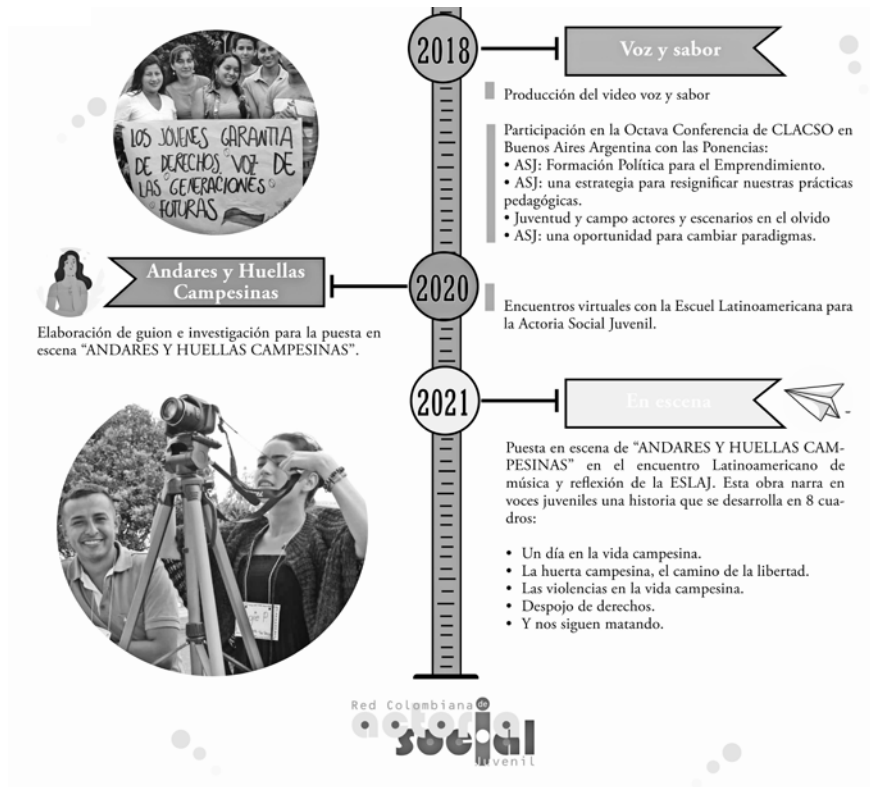 2018
Voz y sabor
Producción del video voz y sabor
Participación en la Octava Conferencia de CLACSO en
Buenos Aires Argentina con las Ponencias:
• ASJ: Formación Política para el Emprendimiento.
• ASJ: una estrategia para resignificar nuestras prácticas
pedagógicas.
• Juventud y campo actores y escenarios en el olvido
• ASJ: una oportunidad para cambiar paradigmas.
LOS JÓVENES GARANTIA
DE DERECHOS. VOZ DE
LAS GENERACIONES
FUTURAS
Andares y Huellas
Campesinas
2020
Elaboración de guion e investigación para la puesta en
escena “ANDARES Y HUELLAS CAMPESINAS”.
Encuentros virtuales con la Escuel Latinoamericana para
la Actoria Social Juvenil.
2021
En escena
Puesta en escena de “ANDARES Y HUELLAS CAM-
PESINAS” en el encuentro Latinoamericano de
música y reflexión de la ESLAJ. Esta obra narra en
voces juveniles una historia que se desarrolla en 8 cua-
dros:
• Un día en la vida campesina.
• La huerta campesina, el camino de la libertad.
• Las violencias en la vida campesina.
• Despojo de derechos.
• Y nos siguen matando.
Red Colombiana de
actoria
social
Juvenil